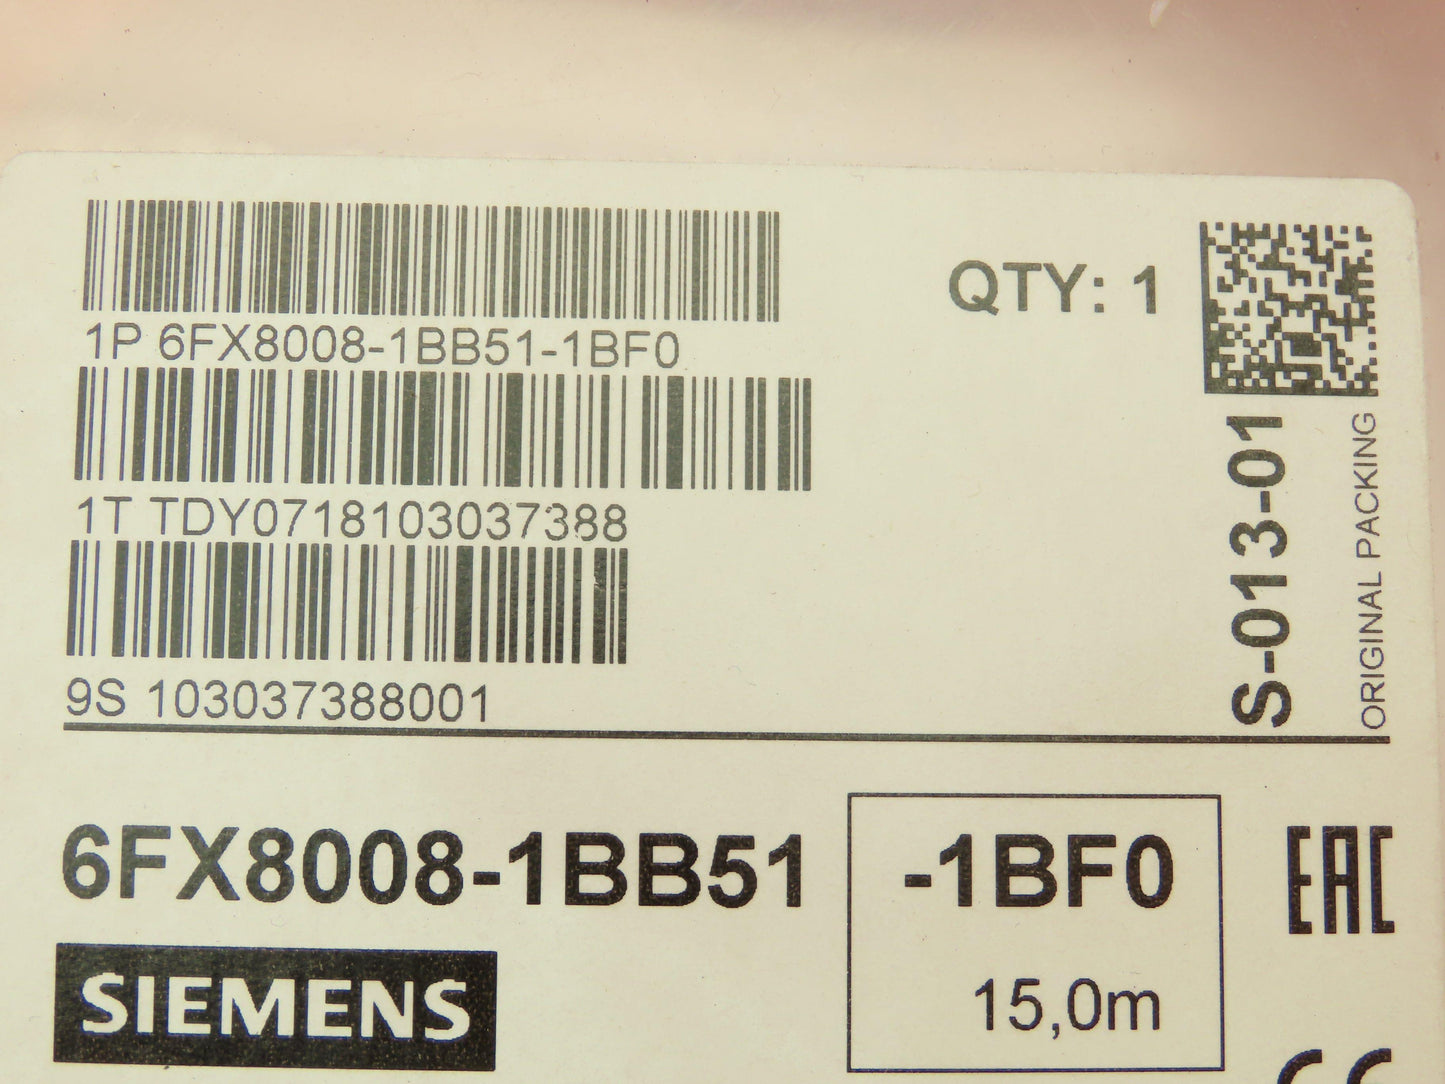 1P 6FX8008-1BB51-1BF0
QTY: 1
1T TDY0718103037388
9S 103037388001
S-013-01
ORIGINAL PACKING
6FX8008-1BB51
-1BF0
15,0m
EAC
SIEMENS